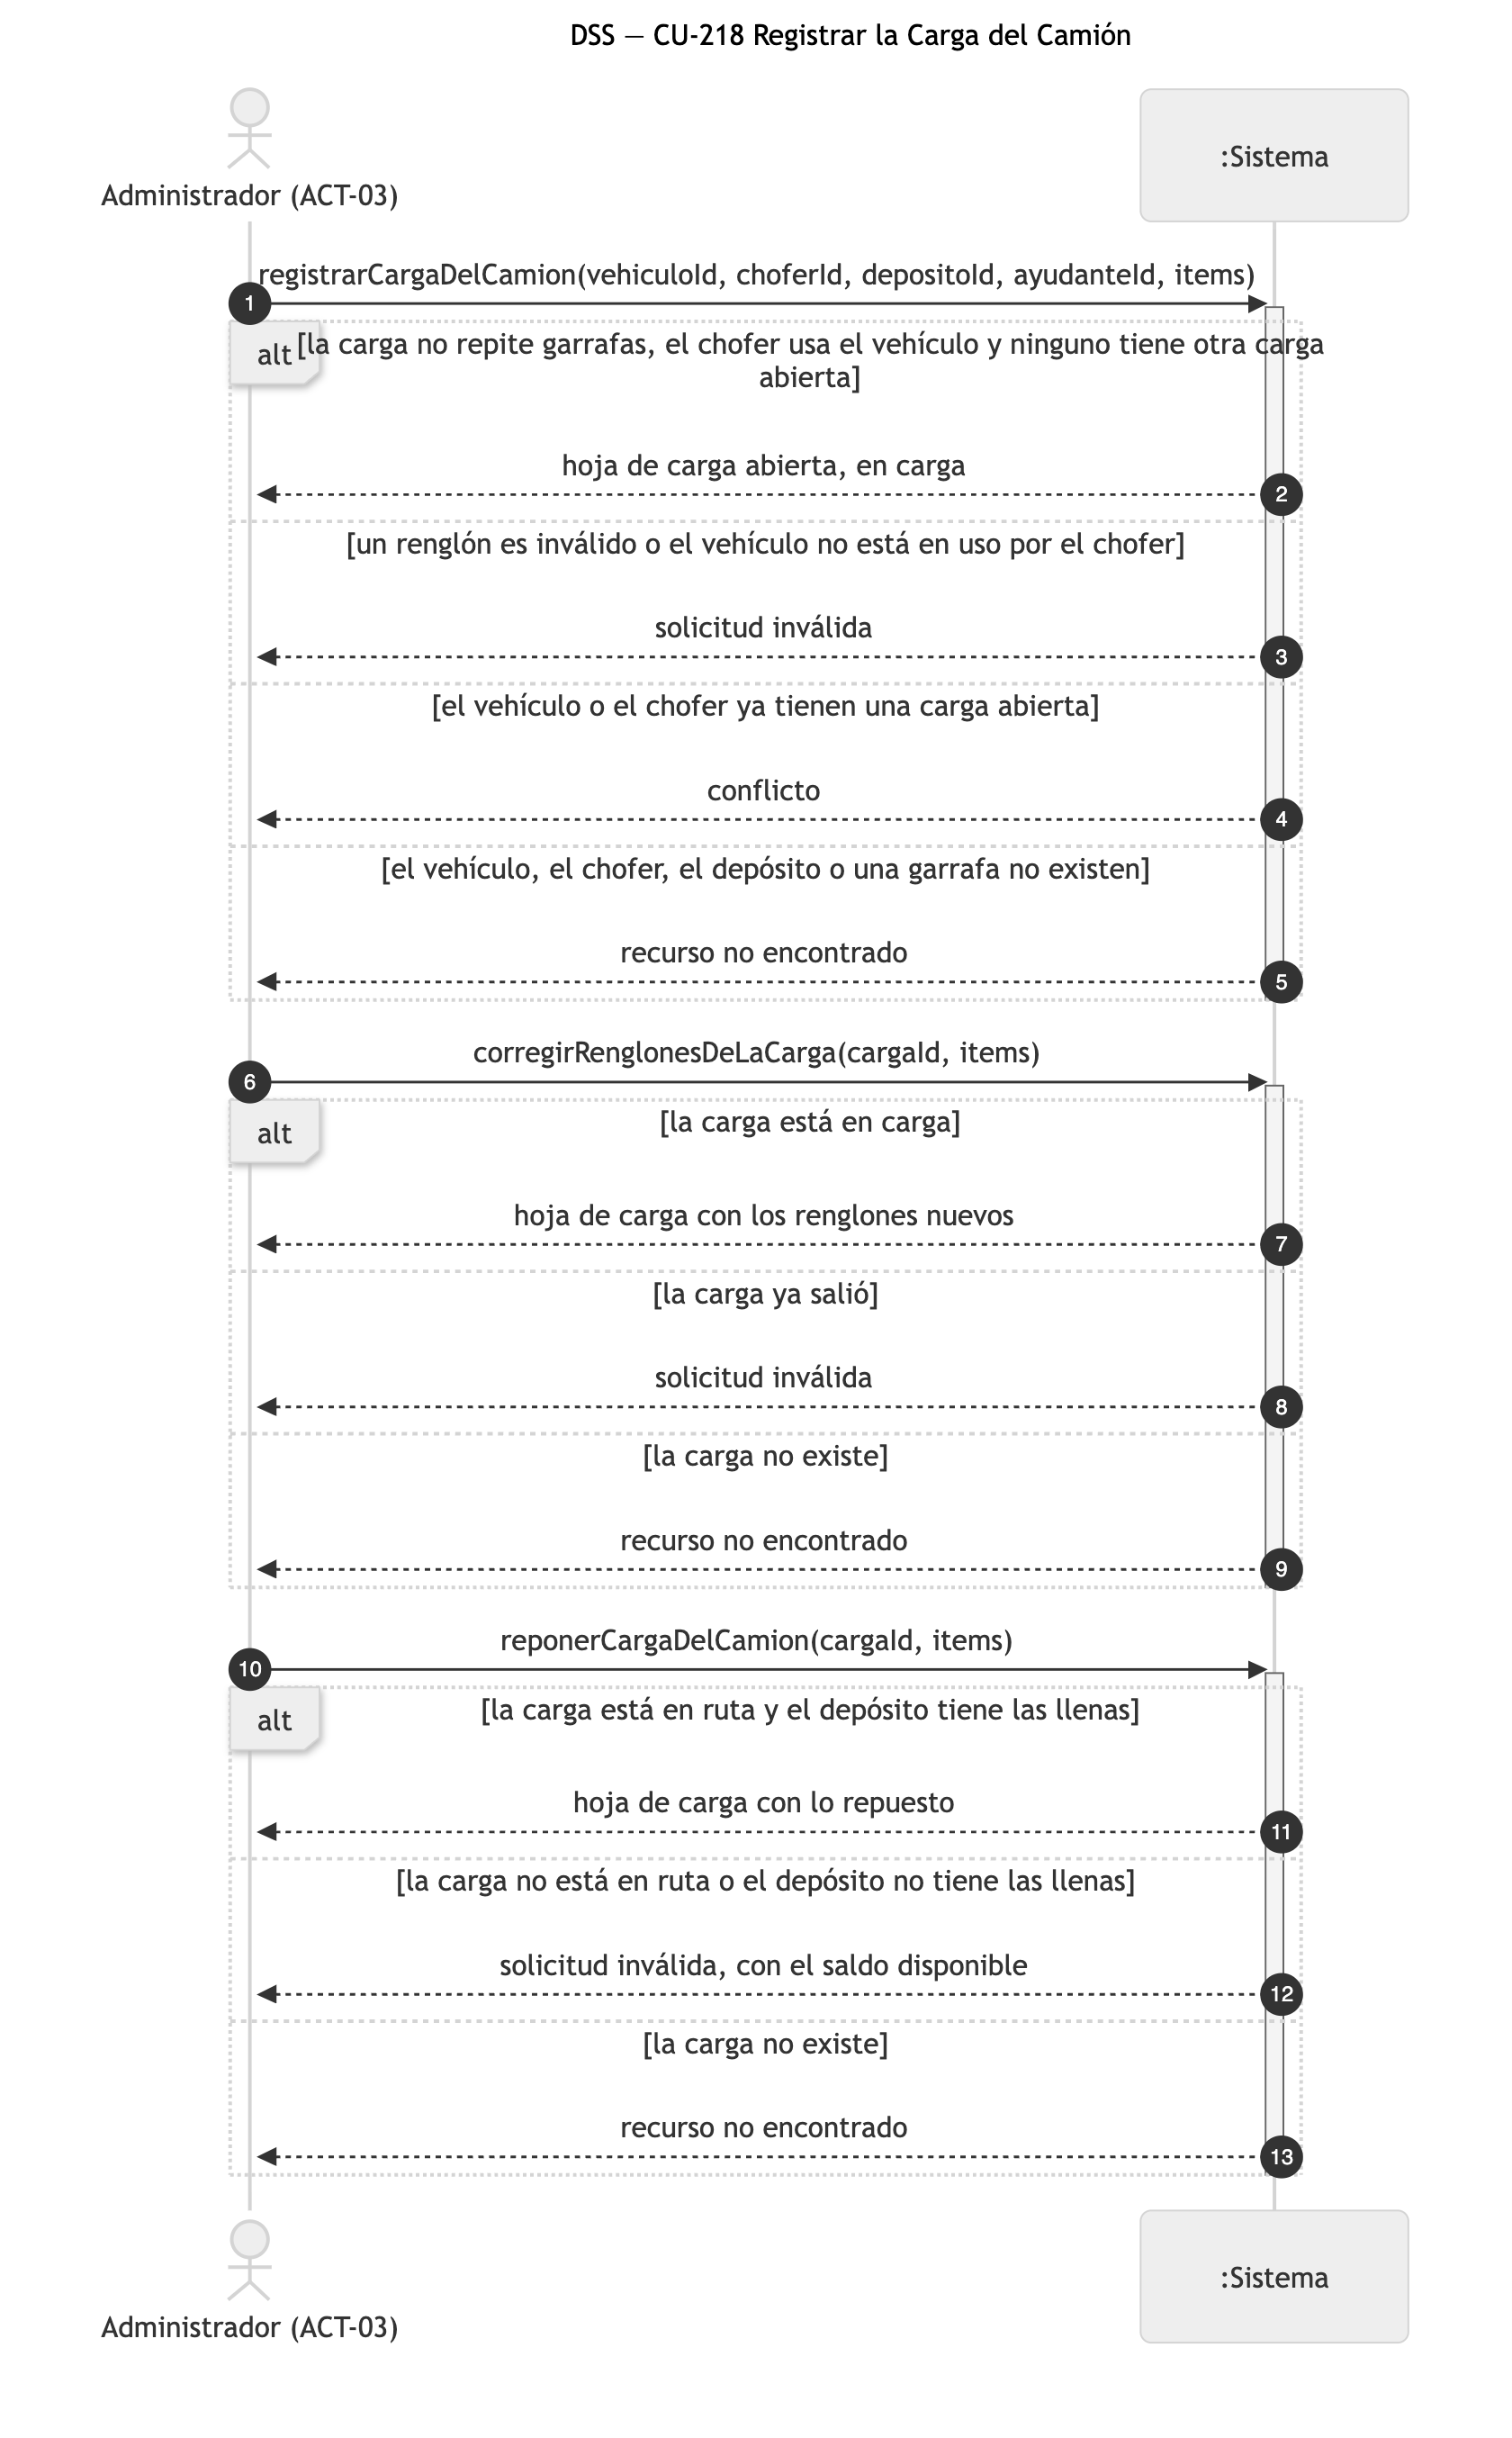 DSS — CU-218 Registrar la Carga del Camión
Administrador (ACT-03)
:Sistema
registrarCargaDelCamion(vehiculoId, choferId, depositoId, ayudanteId, items)
1
alt
[la carga no repite garrafas, el chofer usa el vehículo y ninguno tiene otra carga
abierta]
hoja de carga abierta, en carga
2
[un renglón es inválido o el vehículo no está en uso por el chofer]
solicitud inválida
3
[el vehículo o el chofer ya tienen una carga abierta]
conflicto
4
[el vehículo, el chofer, el depósito o una garrafa no existen]
recurso no encontrado
5
corregirRenglonesDeLaCarga(cargaId, items)
6
alt
[la carga está en carga]
hoja de carga con los renglones nuevos
7
[la carga ya salió]
solicitud inválida
8
[la carga no existe]
recurso no encontrado
9
reponerCargaDelCamion(cargaId, items)
10
alt
[la carga está en ruta y el depósito tiene las llenas]
hoja de carga con lo repuesto
11
[la carga no está en ruta o el depósito no tiene las llenas]
solicitud inválida, con el saldo disponible
12
[la carga no existe]
recurso no encontrado
13
Administrador (ACT-03)
:Sistema